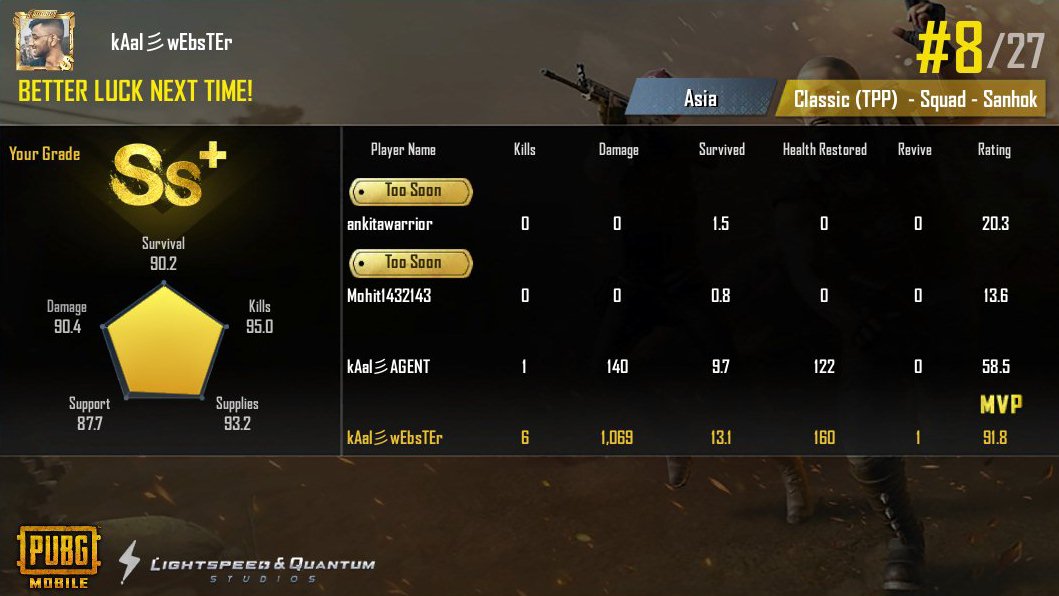 kAal彡wEbsTEr
#8/27
BETTER LUCK NEXT TIME!
Asia
Classic (TPP) - Squad - Sanhok
Your Grade
Ss+
Survival
90.2
Damage
90.4
Kills
95.0
Support
87.7
Supplies
93.2
Player Name Kills Damage Survived Health Restored Revive Rating
Too Soon
ankitawarrior 0 0 1.5 0 0 20.3
Too Soon
Mohit1432143 0 0 0.8 0 0 13.6
kAal彡AGENT 1 140 9.7 122 0 58.5
MVP
kAal彡wEbsTEr 6 1,069 13.1 160 1 91.8
PUBG
MOBILE
LIGHTSPEED & QUANTUM
STUDIOS